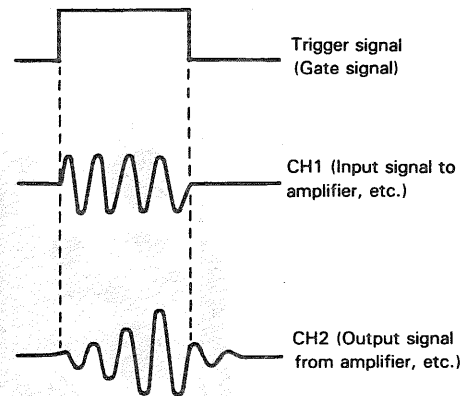 Trigger signal
(Gate signal)
CH1 (Input signal to
amplifier, etc.)
CH2 (Output signal
from amplifier, etc.)